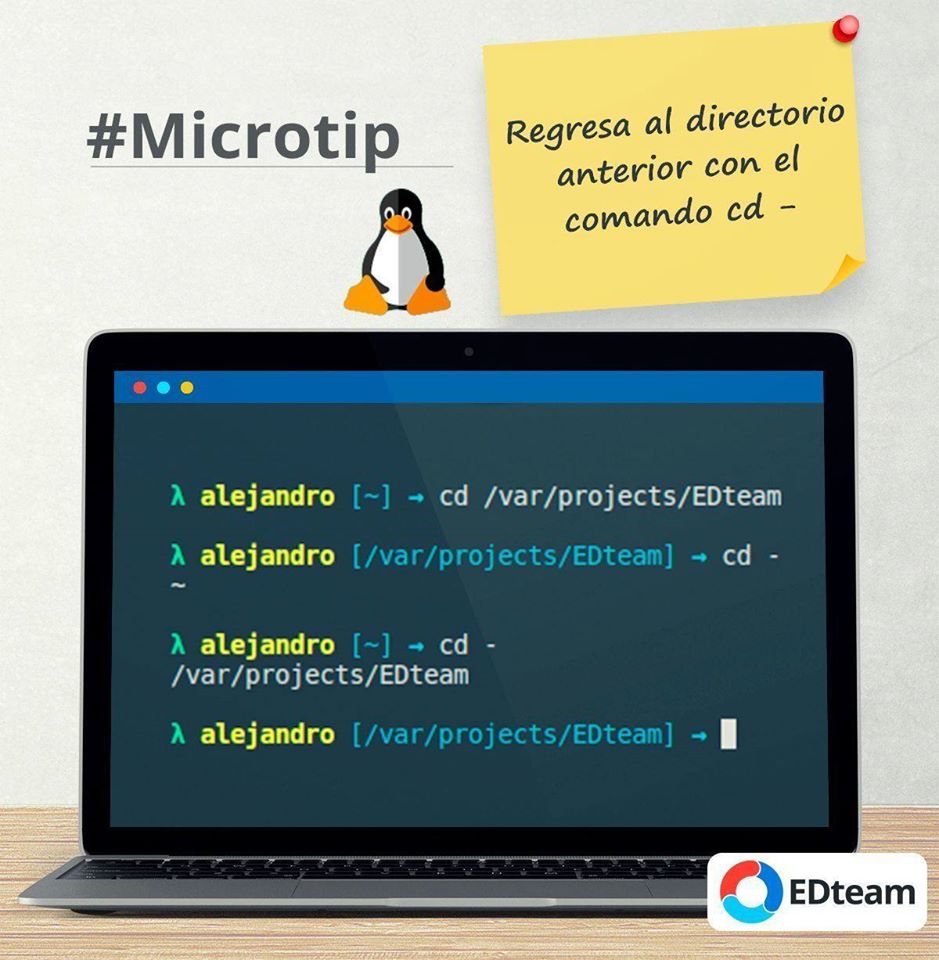 #Microtip
Regresa al directorio
anterior con el
comando cd -
λ alejandro [~] → cd /var/projects/EDteam
λ alejandro [/var/projects/EDteam] → cd -
~
λ alejandro [~] → cd -
/var/projects/EDteam
λ alejandro [/var/projects/EDteam] →
EDteam